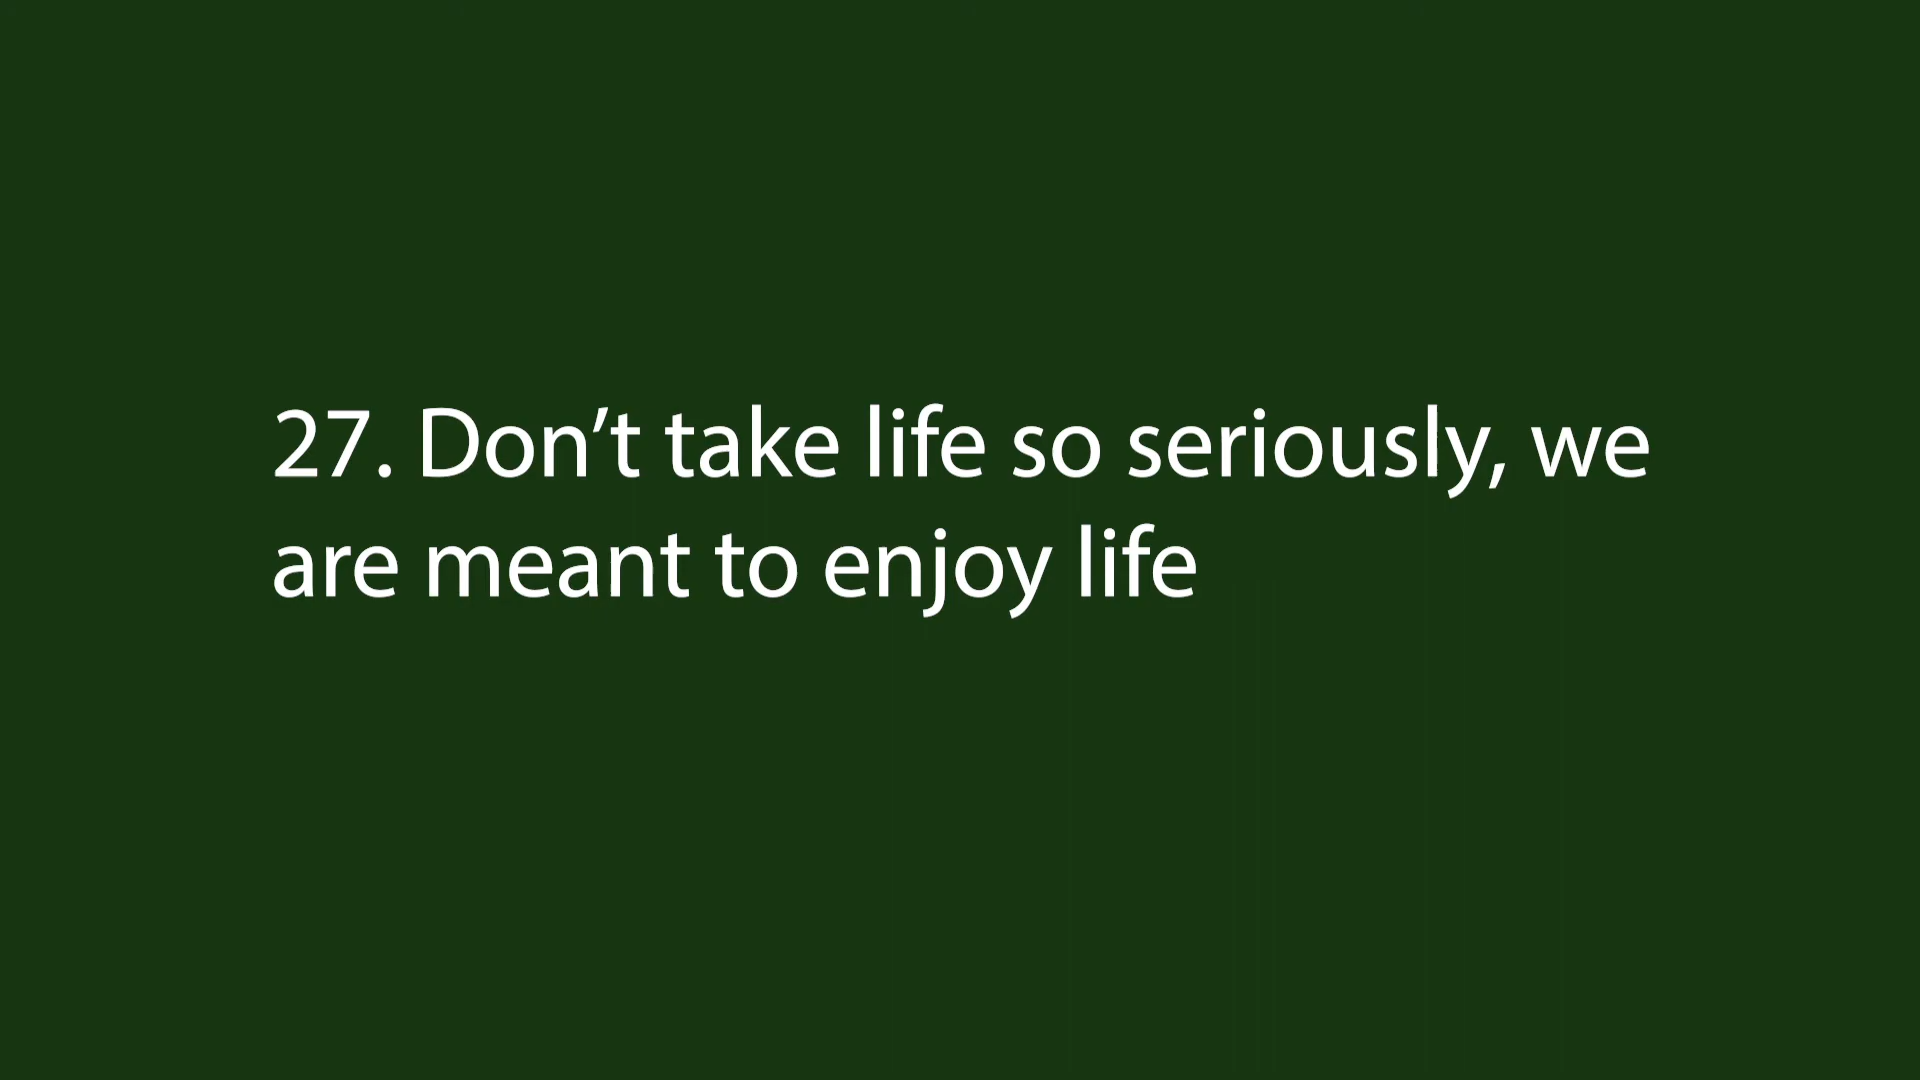 27. Don’t take life so seriously, we
are meant to enjoy life